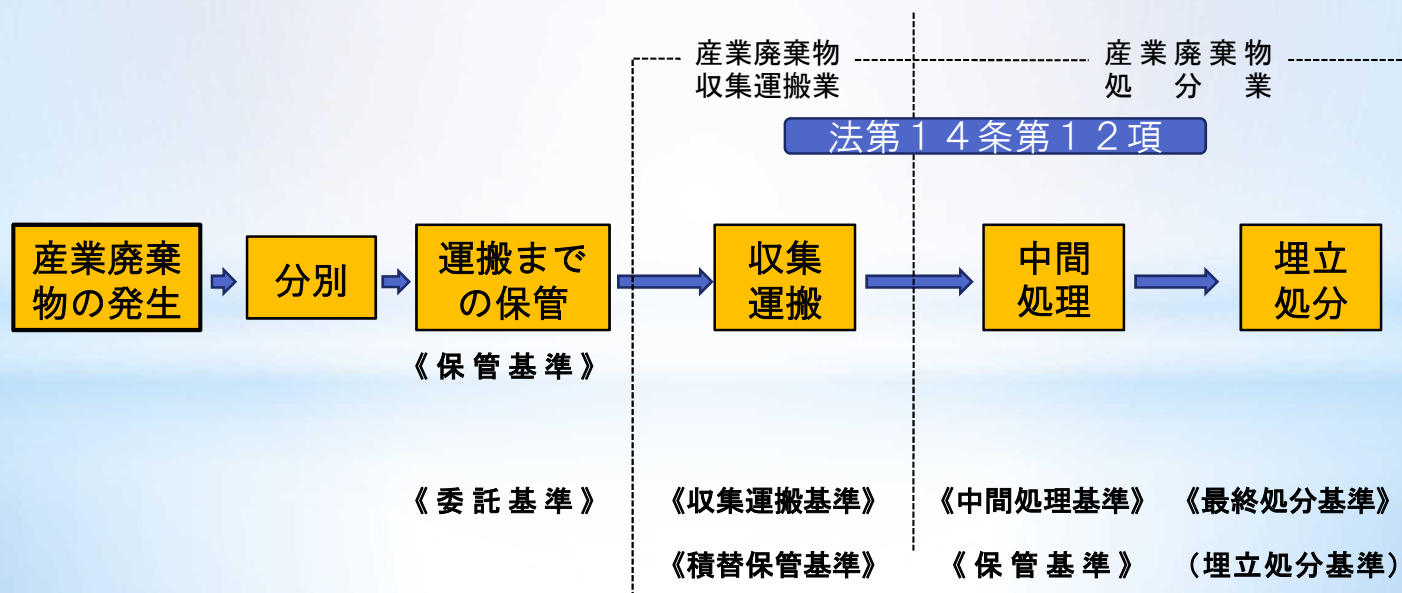 産業廃棄物
収集運搬業
産業廃棄物
処分業
法第１４条第１２項
産業廃棄
物の発生
分別
運搬まで
の保管
収集
運搬
中間
処理
埋立
処分
《保管基準》
《委託基準》
《収集運搬基準》
《中間処理基準》
《最終処分基準》
《積替保管基準》
《保管基準》
（埋立処分基準）